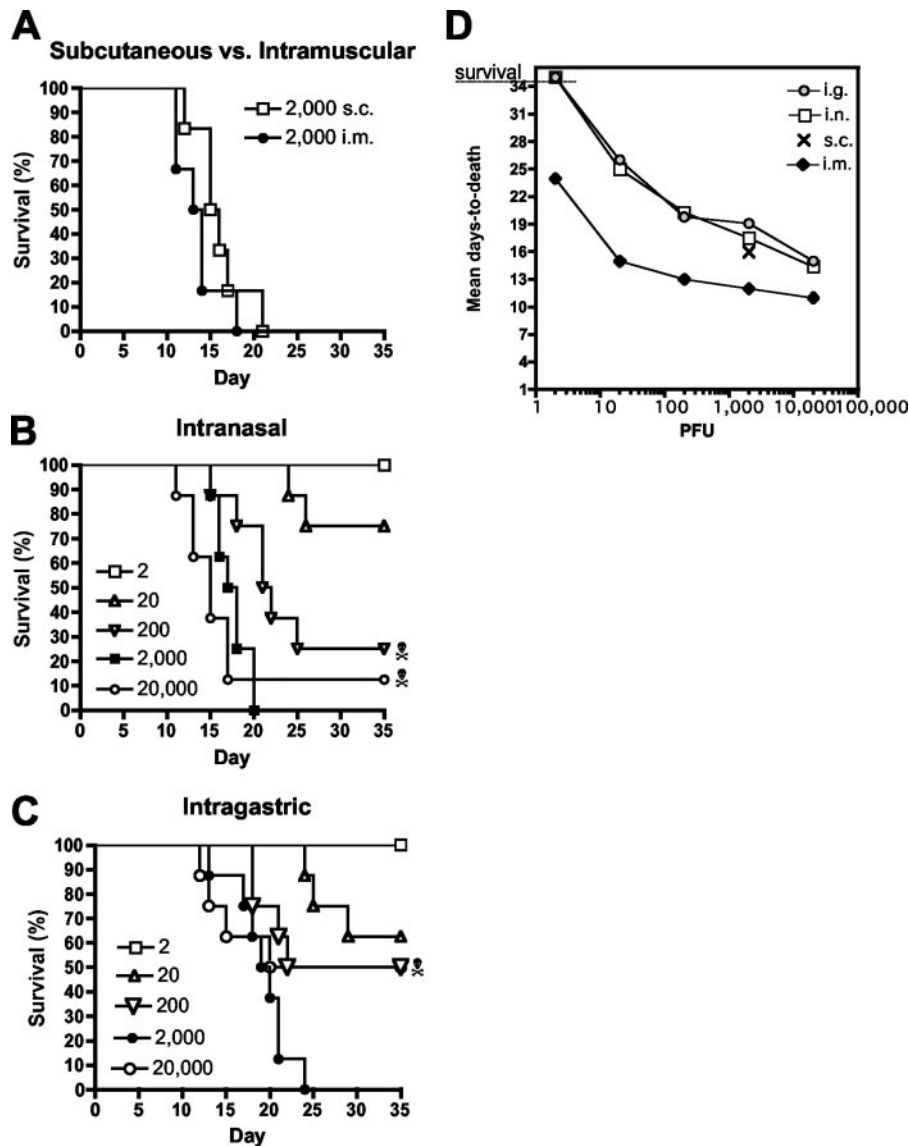 A
Subcutaneous vs. Intramuscular
100
90
80
70
60
50
40
30
20
10
0
Survival (%)
2,000 s.c.
2,000 i.m.
0 5 10 15 20 25 30 35
Day
B
Intranasal
100
90
80
70
60
50
40
30
20
10
0
Survival (%)
2
20
200
2,000
20,000
0 5 10 15 20 25 30 35
Day
C
Intragastric
100
90
80
70
60
50
40
30
20
10
0
Survival (%)
2
20
200
2,000
20,000
0 5 10 15 20 25 30 35
Day
D
survival
34
31
28
25
22
19
16
13
10
7
4
1
Mean days-to-death
i.g.
i.n.
s.c.
i.m.
1 10 100 1,000 10,000 100,000
PFU